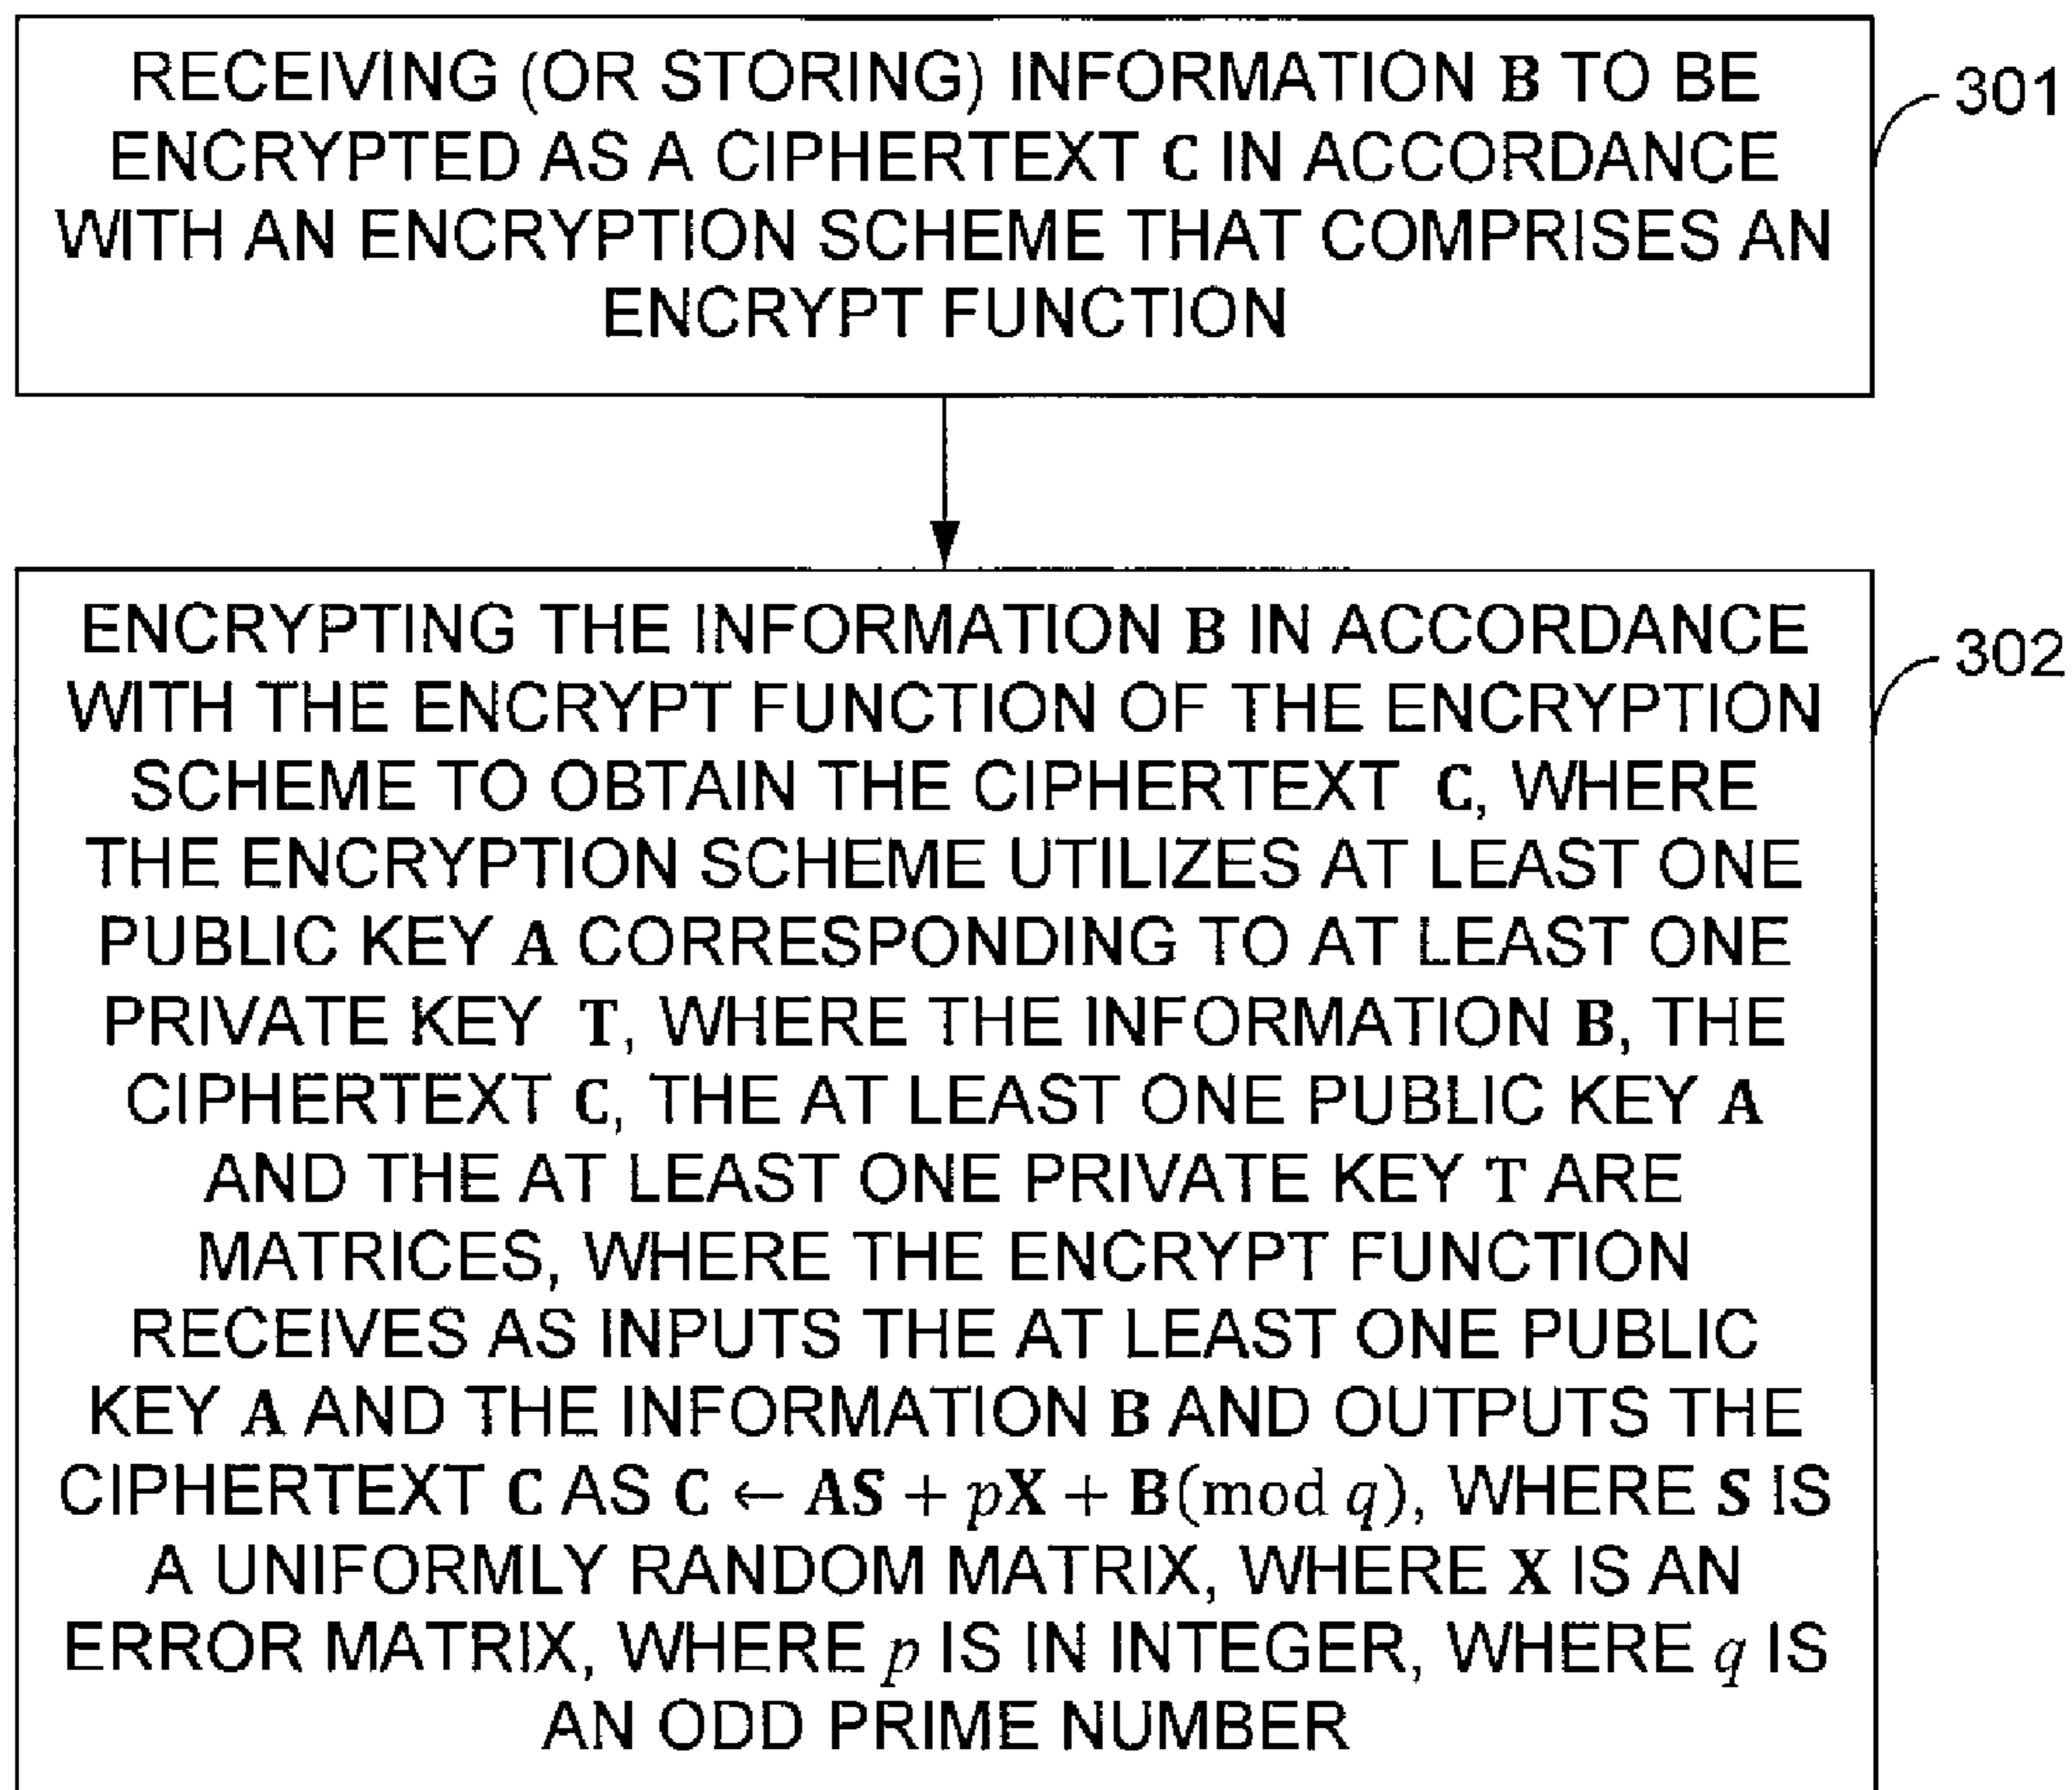 RECEIVING (OR STORING) INFORMATION B TO BE
ENCRYPTED AS A CIPHERTEXT C IN ACCORDANCE
WITH AN ENCRYPTION SCHEME THAT COMPRISES AN
ENCRYPT FUNCTION
301
ENCRYPTING THE INFORMATION B IN ACCORDANCE
WITH THE ENCRYPT FUNCTION OF THE ENCRYPTION
SCHEME TO OBTAIN THE CIPHERTEXT C, WHERE
THE ENCRYPTION SCHEME UTILIZES AT LEAST ONE
PUBLIC KEY A CORRESPONDING TO AT LEAST ONE
PRIVATE KEY T, WHERE THE INFORMATION B, THE
CIPHERTEXT C, THE AT LEAST ONE PUBLIC KEY A
AND THE AT LEAST ONE PRIVATE KEY T ARE
MATRICES, WHERE THE ENCRYPT FUNCTION
RECEIVES AS INPUTS THE AT LEAST ONE PUBLIC
KEY A AND THE INFORMATION B AND OUTPUTS THE
CIPHERTEXT C AS C ← AS + pX + B(mod q), WHERE S IS
A UNIFORMLY RANDOM MATRIX, WHERE X IS AN
ERROR MATRIX, WHERE p IS IN INTEGER, WHERE q IS
AN ODD PRIME NUMBER
302